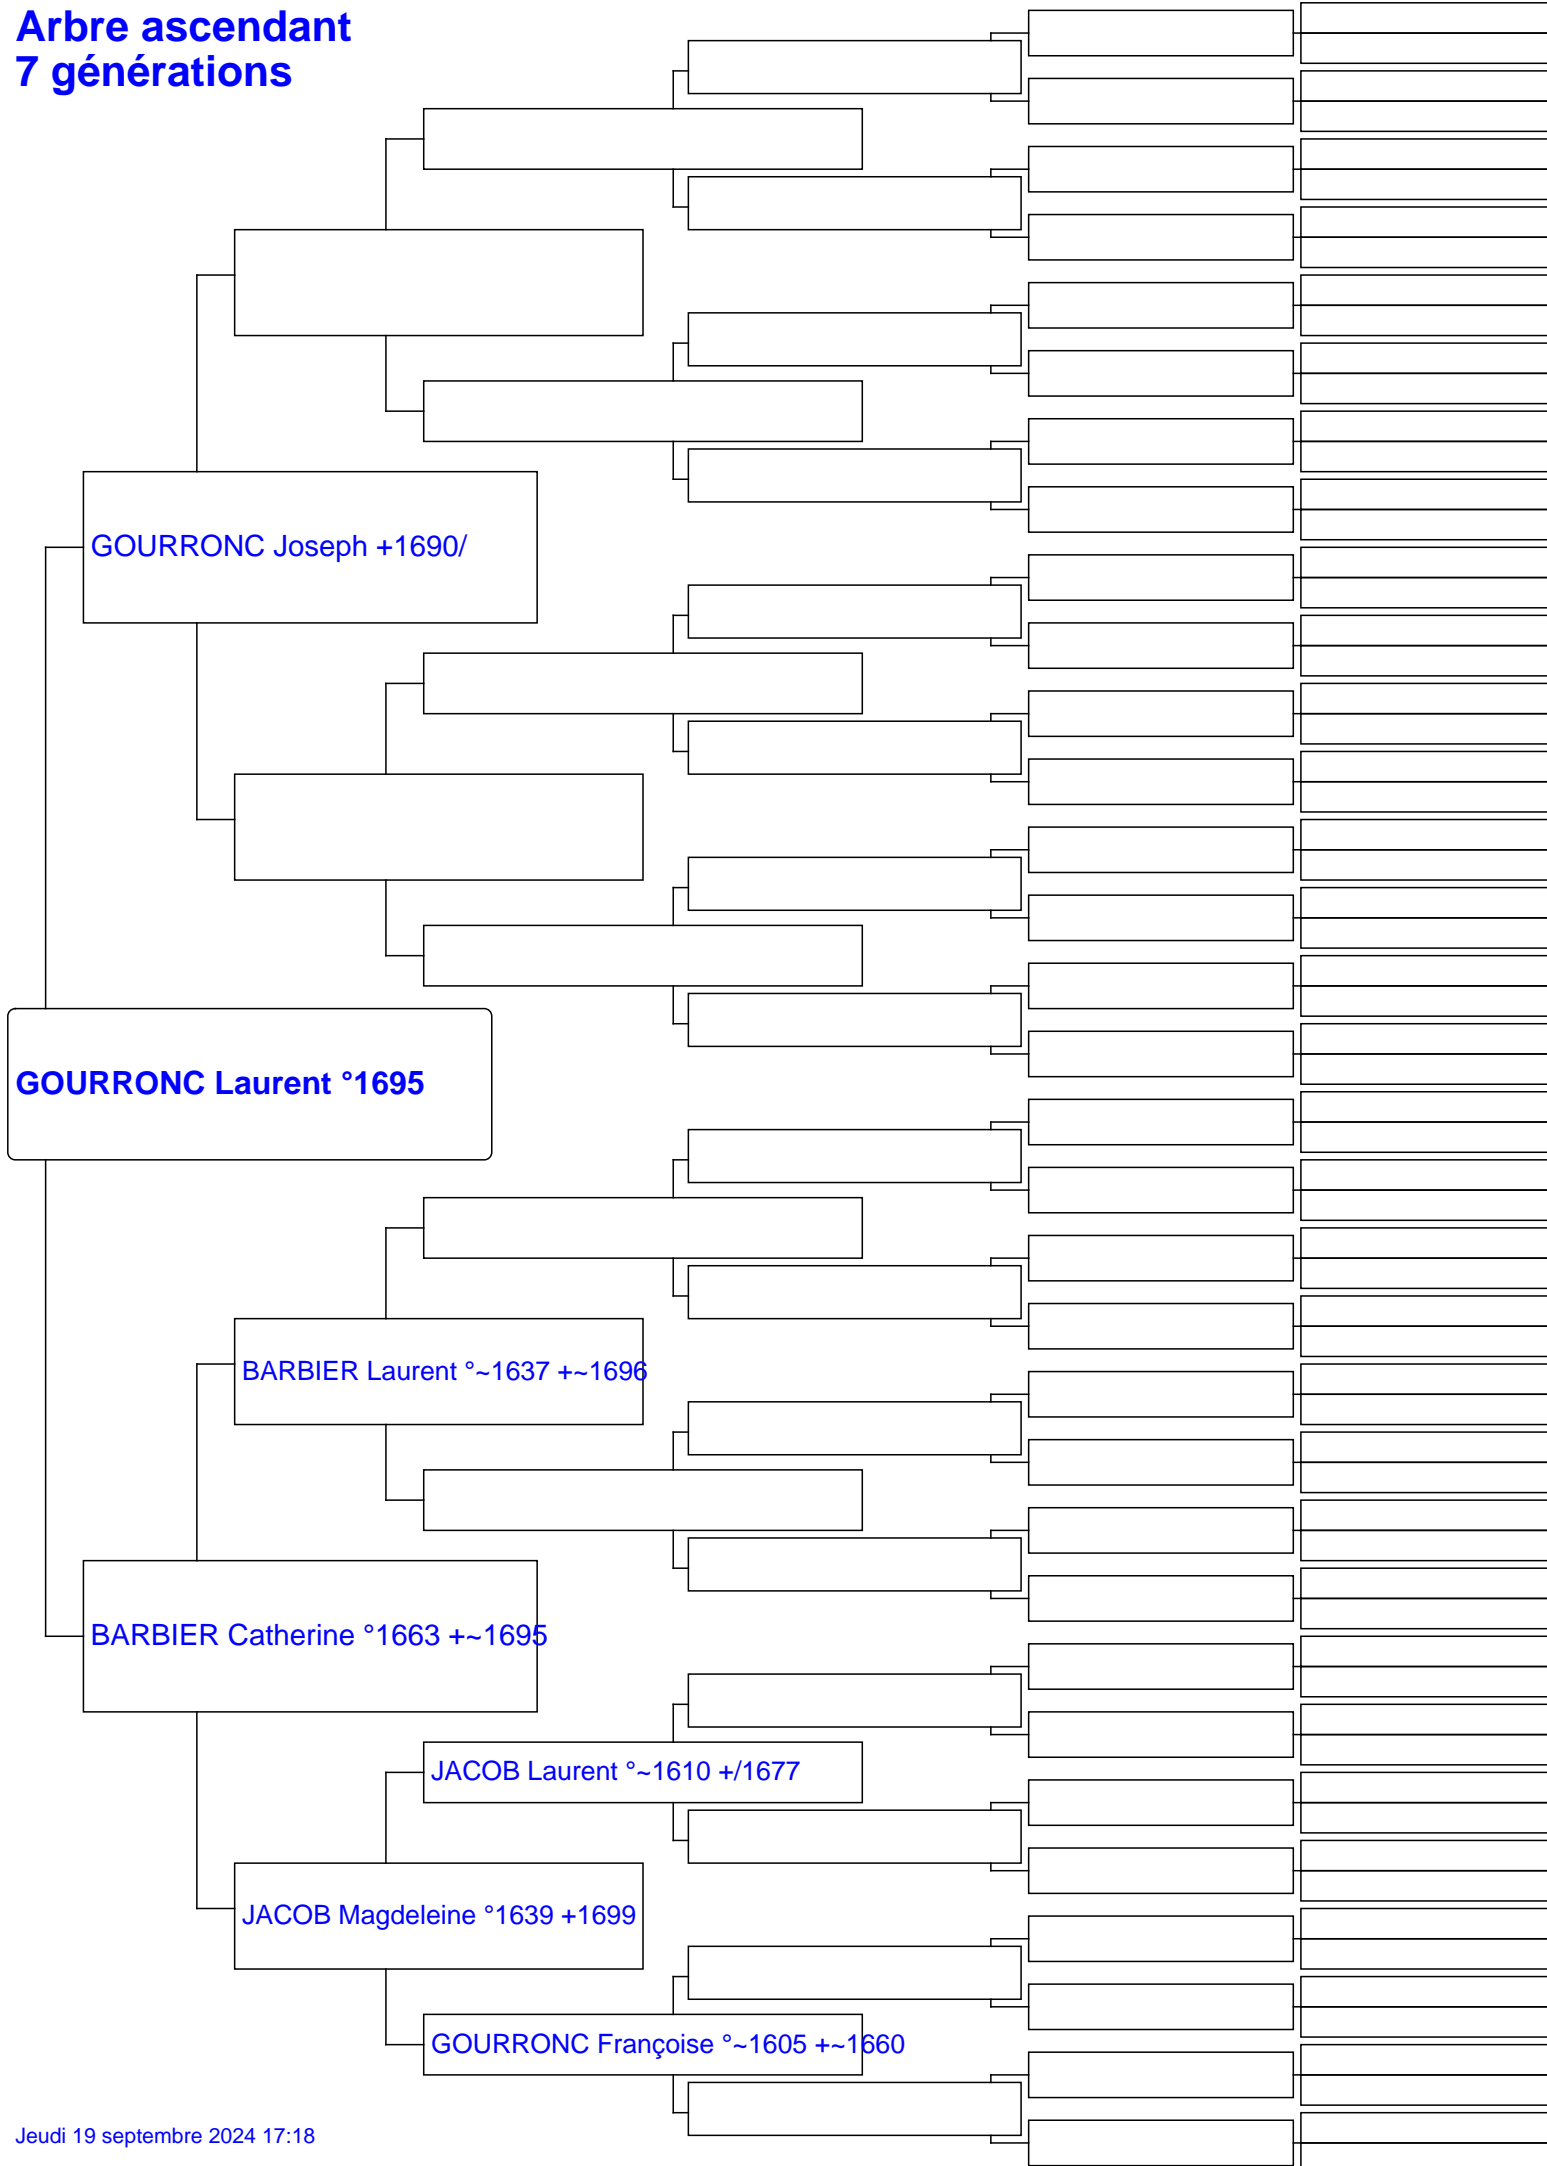 Arbre ascendant
7 générations
GOURRONC Joseph +1690/
GOURRONC Laurent °1695
BARBIER Laurent °~1637 +~1696
BARBIER Catherine °1663 +~1695
JACOB Laurent °~1610 +/1677
JACOB Magdeleine °1639 +1699
GOURRONC Françoise °~1605 +~1660
Jeudi 19 septembre 2024 17:18